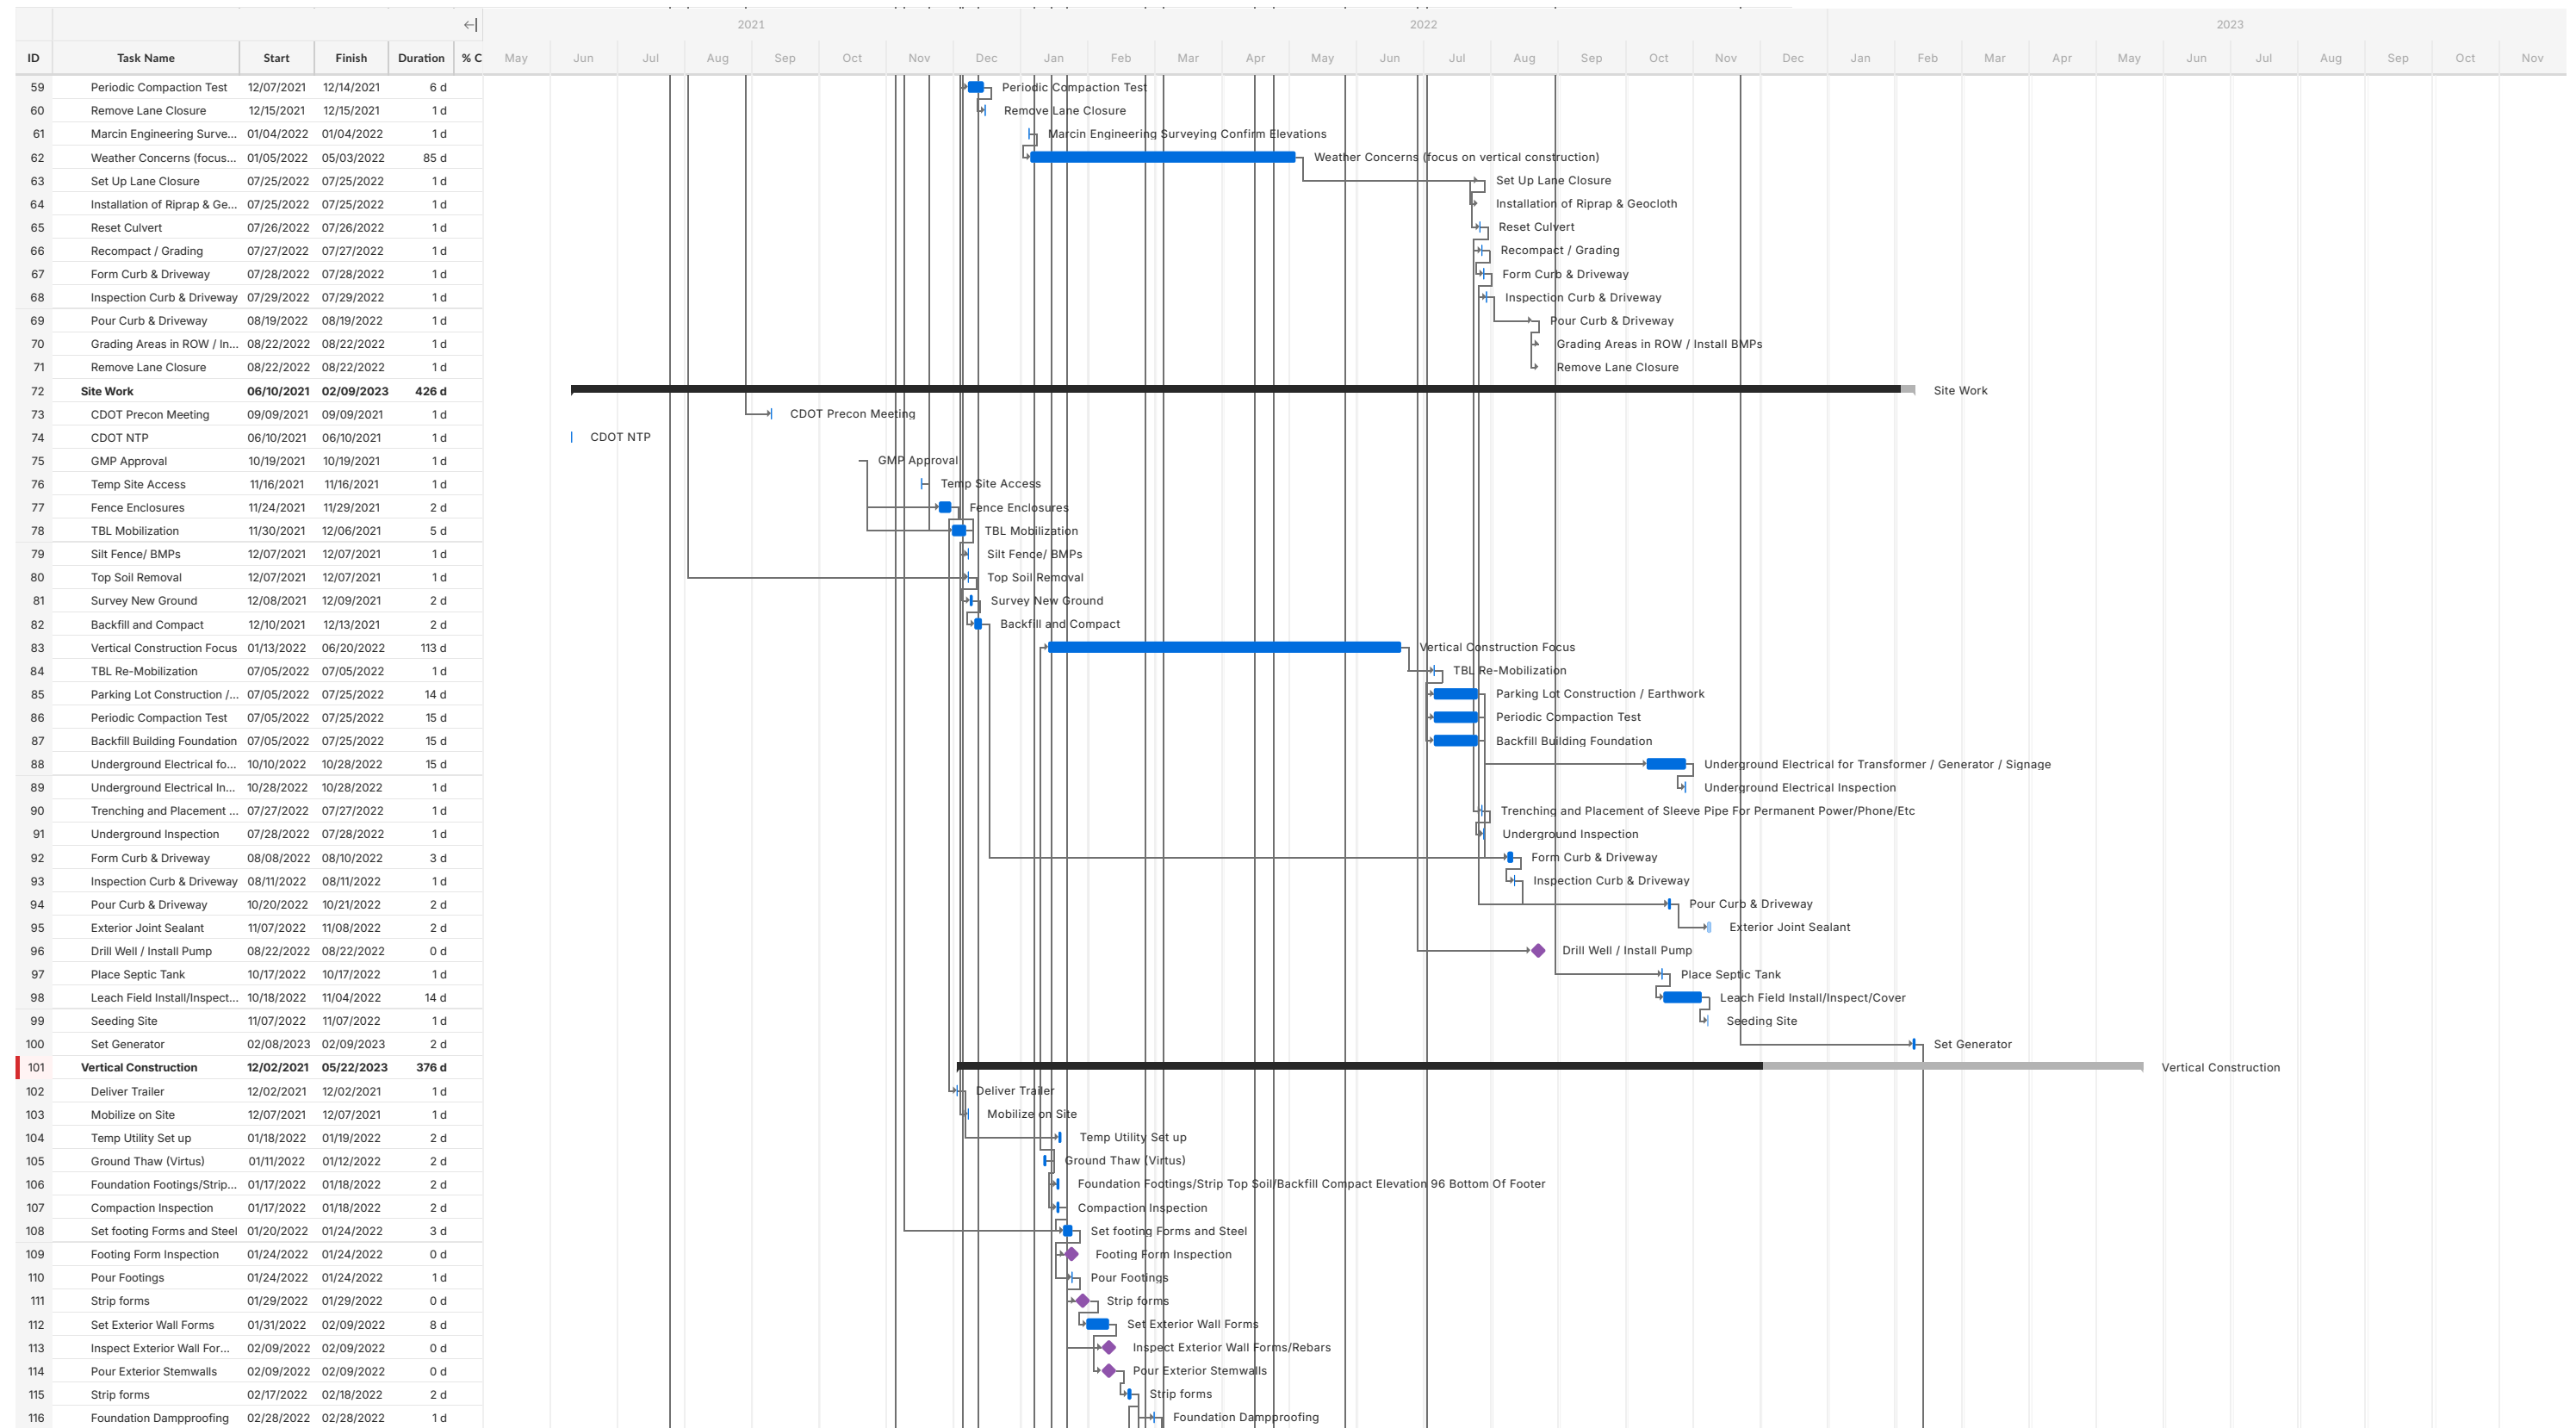 2021 2022 2023
ID Task Name Start Finish Duration % C May Jun Jul Aug Sep Oct Nov Dec Jan Feb Mar Apr May Jun Jul Aug Sep Oct Nov Dec Jan Feb Mar Apr May Jun Jul Aug Sep Oct Nov
59 Periodic Compaction Test 12/07/2021 12/14/2021 6 d Periodic Compaction Test
60 Remove Lane Closure 12/15/2021 12/15/2021 1 d Remove Lane Closure
61 Marcin Engineering Surve... 01/04/2022 01/04/2022 1 d Marcin Engineering Surveying Confirm Elevations
62 Weather Concerns (focus... 01/05/2022 05/03/2022 85 d Weather Concerns (focus on vertical construction)
63 Set Up Lane Closure 07/25/2022 07/25/2022 1 d Set Up Lane Closure
64 Installation of Riprap & Ge... 07/25/2022 07/25/2022 1 d Installation of Riprap & Geocloth
65 Reset Culvert 07/26/2022 07/26/2022 1 d Reset Culvert
66 Recompact / Grading 07/27/2022 07/27/2022 1 d Recompact / Grading
67 Form Curb & Driveway 07/28/2022 07/28/2022 1 d Form Curb & Driveway
68 Inspection Curb & Driveway 07/29/2022 07/29/2022 1 d Inspection Curb & Driveway
69 Pour Curb & Driveway 08/19/2022 08/19/2022 1 d Pour Curb & Driveway
70 Grading Areas in ROW / In... 08/22/2022 08/22/2022 1 d Grading Areas in ROW / Install BMPs
71 Remove Lane Closure 08/22/2022 08/22/2022 1 d Remove Lane Closure
72 Site Work 06/10/2021 02/09/2023 426 d Site Work
73 CDOT Precon Meeting 09/09/2021 09/09/2021 1 d CDOT Precon Meeting
74 CDOT NTP 06/10/2021 06/10/2021 1 d CDOT NTP
75 GMP Approval 10/19/2021 10/19/2021 1 d GMP Approval
76 Temp Site Access 11/16/2021 11/16/2021 1 d Temp Site Access
77 Fence Enclosures 11/24/2021 11/29/2021 2 d Fence Enclosures
78 TBL Mobilization 11/30/2021 12/06/2021 5 d TBL Mobilization
79 Silt Fence/ BMPs 12/07/2021 12/07/2021 1 d Silt Fence/ BMPs
80 Top Soil Removal 12/07/2021 12/07/2021 1 d Top Soil Removal
81 Survey New Ground 12/08/2021 12/09/2021 2 d Survey New Ground
82 Backfill and Compact 12/10/2021 12/13/2021 2 d Backfill and Compact
83 Vertical Construction Focus 01/13/2022 06/20/2022 113 d Vertical Construction Focus
84 TBL Re-Mobilization 07/05/2022 07/05/2022 1 d TBL Re-Mobilization
85 Parking Lot Construction /... 07/05/2022 07/25/2022 14 d Parking Lot Construction / Earthwork
86 Periodic Compaction Test 07/05/2022 07/25/2022 15 d Periodic Compaction Test
87 Backfill Building Foundation 07/05/2022 07/25/2022 15 d Backfill Building Foundation
88 Underground Electrical fo... 10/10/2022 10/28/2022 15 d Underground Electrical for Transformer / Generator / Signage
89 Underground Electrical In... 10/28/2022 10/28/2022 1 d Underground Electrical Inspection
90 Trenching and Placement ... 07/27/2022 07/27/2022 1 d Trenching and Placement of Sleeve Pipe For Permanent Power/Phone/Etc
91 Underground Inspection 07/28/2022 07/28/2022 1 d Underground Inspection
92 Form Curb & Driveway 08/08/2022 08/10/2022 3 d Form Curb & Driveway
93 Inspection Curb & Driveway 08/11/2022 08/11/2022 1 d Inspection Curb & Driveway
94 Pour Curb & Driveway 10/20/2022 10/21/2022 2 d Pour Curb & Driveway
95 Exterior Joint Sealant 11/07/2022 11/08/2022 2 d Exterior Joint Sealant
96 Drill Well / Install Pump 08/22/2022 08/22/2022 0 d Drill Well / Install Pump
97 Place Septic Tank 10/17/2022 10/17/2022 1 d Place Septic Tank
98 Leach Field Install/Inspect... 10/18/2022 11/04/2022 14 d Leach Field Install/Inspect/Cover
99 Seeding Site 11/07/2022 11/07/2022 1 d Seeding Site
100 Set Generator 02/08/2023 02/09/2023 2 d Set Generator
101 Vertical Construction 12/02/2021 05/22/2023 376 d Vertical Construction
102 Deliver Trailer 12/02/2021 12/02/2021 1 d Deliver Trailer
103 Mobilize on Site 12/07/2021 12/07/2021 1 d Mobilize on Site
104 Temp Utility Set up 01/18/2022 01/19/2022 2 d Temp Utility Set up
105 Ground Thaw (Virtus) 01/11/2022 01/12/2022 2 d Ground Thaw (Virtus)
106 Foundation Footings/Strip... 01/17/2022 01/18/2022 2 d Foundation Footings/Strip Top Soil/Backfill Compact Elevation 96 Bottom Of Footer
107 Compaction Inspection 01/17/2022 01/18/2022 2 d Compaction Inspection
108 Set footing Forms and Steel 01/20/2022 01/24/2022 3 d Set footing Forms and Steel
109 Footing Form Inspection 01/24/2022 01/24/2022 0 d Footing Form Inspection
110 Pour Footings 01/24/2022 01/24/2022 1 d Pour Footings
111 Strip forms 01/29/2022 01/29/2022 0 d Strip forms
112 Set Exterior Wall Forms 01/31/2022 02/09/2022 8 d Set Exterior Wall Forms
113 Inspect Exterior Wall For... 02/09/2022 02/09/2022 0 d Inspect Exterior Wall Forms/Rebars
114 Pour Exterior Stemwalls 02/09/2022 02/09/2022 0 d Pour Exterior Stemwalls
115 Strip forms 02/17/2022 02/18/2022 2 d Strip forms
116 Foundation Dampproofing 02/28/2022 02/28/2022 1 d Foundation Dampproofing